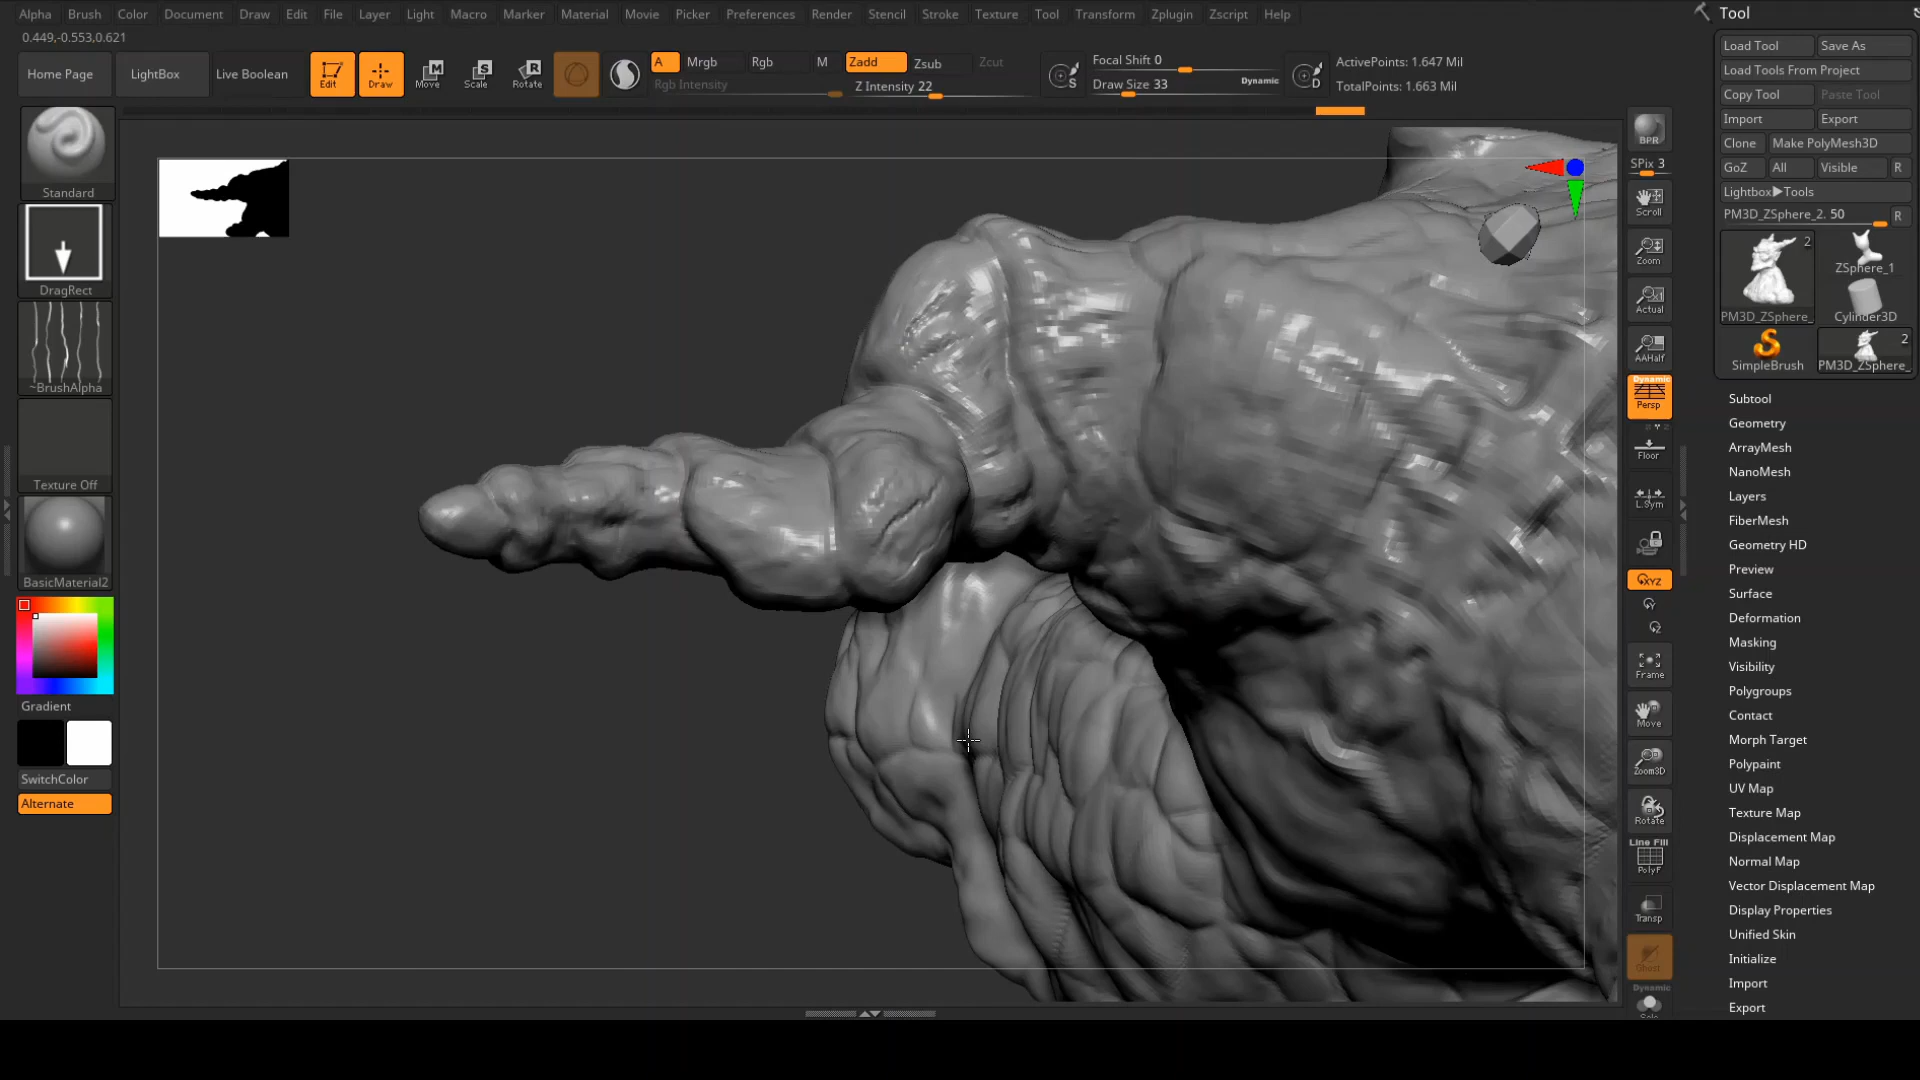 Alpha Brush Color Document Draw Edit File Layer Light Macro Marker Material Movie Picker Preferences Render Stencil Stroke Texture Tool Transform Zplugin Zscript Help
0.449,-0.553,0.621
Home Page LightBox Live Boolean Edit Draw Move Scale Rotate
A Mrgb Rgb M Zadd Zsub Zcut
Rgb Intensity Z Intensity 22
S Focal Shift 0
Draw Size 33 Dynamic
D ActivePoints: 1.647 Mil
TotalPoints: 1.663 Mil
Standard
DragRect
~BrushAlpha
Texture Off
BasicMaterial2
Gradient
SwitchColor
Alternate
BPR
SPix 3
Scroll
Zoom
Actual
AAHalf
Dynamic
Persp
Floor
L.Sym
XYZ
Frame
Move
Zoom3D
Rotate
Line Fill
PolyF
Transp
Ghost
Dynamic
Solo
Tool
Load Tool Save As
Load Tools From Project
Copy Tool Paste Tool
Import Export
Clone Make PolyMesh3D
GoZ All Visible R
Lightbox▶Tools
PM3D_ZSphere_2. 50 R
2
ZSphere_1
PM3D_ZSphere_ Cylinder3D
2
SimpleBrush PM3D_ZSphere_
Subtool
Geometry
ArrayMesh
NanoMesh
Layers
FiberMesh
Geometry HD
Preview
Surface
Deformation
Masking
Visibility
Polygroups
Contact
Morph Target
Polypaint
UV Map
Texture Map
Displacement Map
Normal Map
Vector Displacement Map
Display Properties
Unified Skin
Initialize
Import
Export